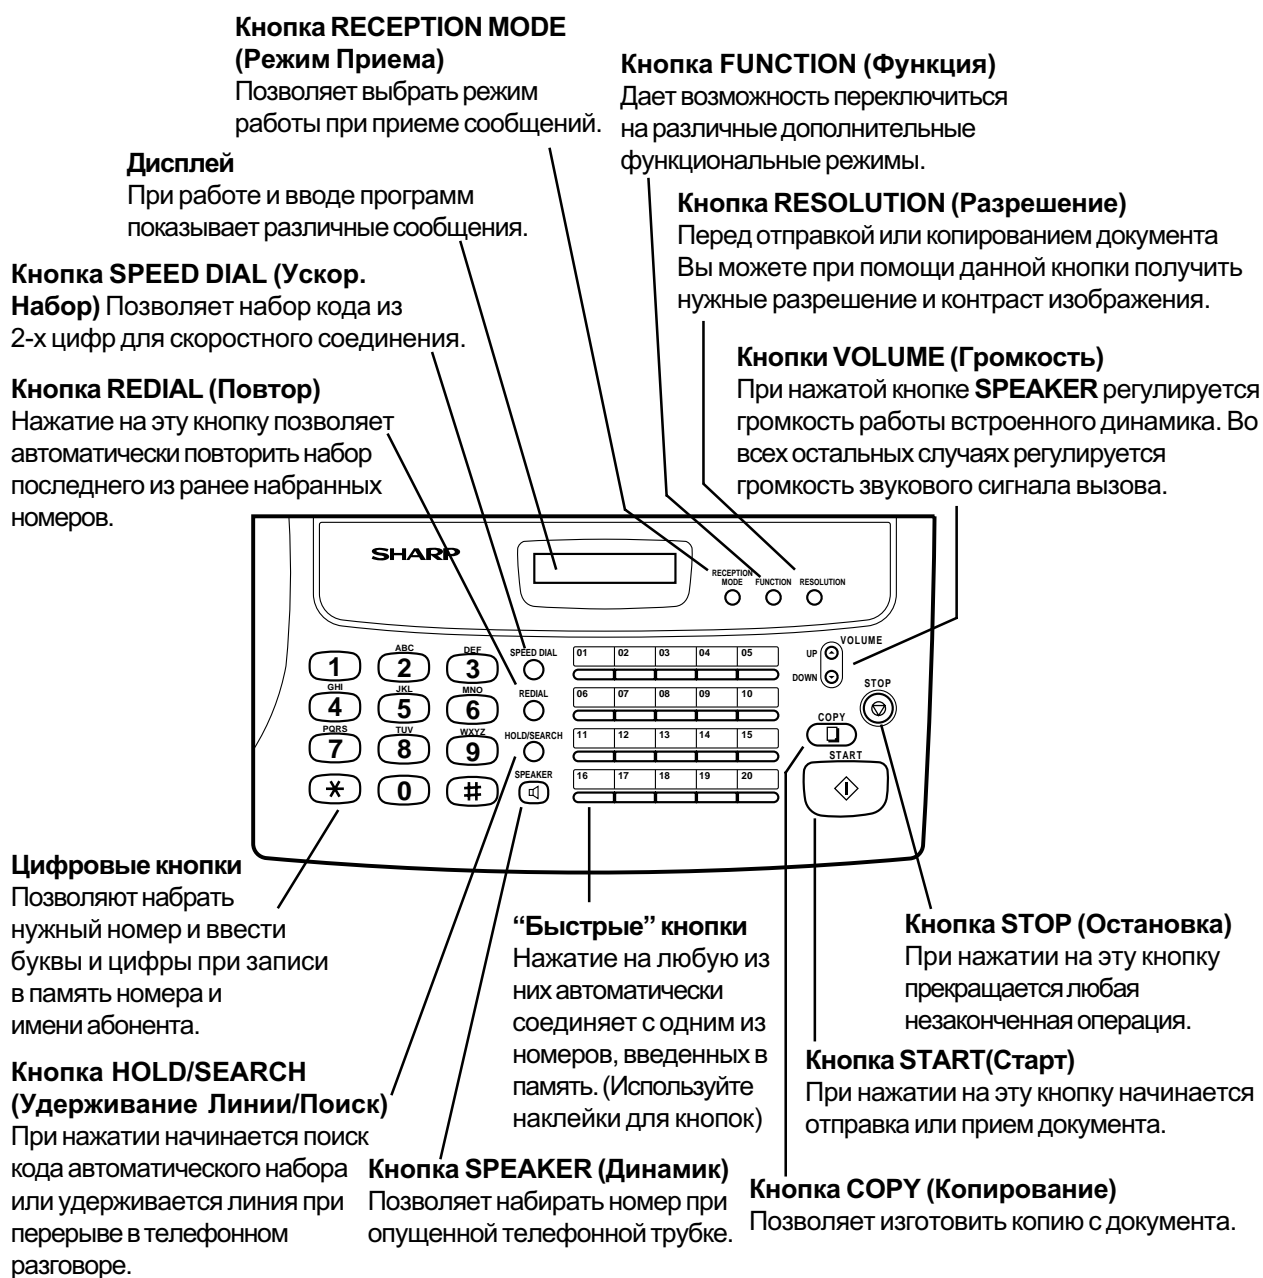 Кнопка RECEPTION MODE
(Режим Приема)
Позволяет выбрать режим
работы при приеме сообщений.
Кнопка FUNCTION (Функция)
Дает возможность переключиться
на различные дополнительные
функциональные режимы.
Дисплей
При работе и вводе программ
показывает различные сообщения.
Кнопка RESOLUTION (Разрешение)
Перед отправкой или копированием документа
Вы можете при помощи данной кнопки получить
нужные разрешение и контраст изображения.
Кнопка SPEED DIAL (Ускор.
Набор) Позволяет набор кода из
2-х цифр для скоростного соединения.
Кнопки VOLUME (Громкость)
При нажатой кнопке SPEAKER регулируется
громкость работы встроенного динамика. Во
всех остальных случаях регулируется
громкость звукового сигнала вызова.
Кнопка REDIAL (Повтор)
Нажатие на эту кнопку позволяет
автоматически повторить набор
последнего из ранее набранных
номеров.
SHARP
RECEPTION
MODE
FUNCTION
RESOLUTION
VOLUME
UP
DOWN
STOP
COPY
START
1
ABC
2
DEF
3
SPEED DIAL
01 02 03 04 05
GHI
4
JKL
5
MNO
6
REDIAL
06 07 08 09 10
PQRS
7
TUV
8
WXYZ
9
HOLD/SEARCH
11 12 13 14 15
*
0
#
SPEAKER
16 17 18 19 20
Цифровые кнопки
Позволяют набрать
нужный номер и ввести
буквы и цифры при записи
в память номера и
имени абонента.
“Быстрые” кнопки
Нажатие на любую из
них автоматически
соединяет с одним из
номеров, введенных в
память. (Используйте
наклейки для кнопок)
Кнопка STOP (Остановка)
При нажатии на эту кнопку
прекращается любая
незаконченная операция.
Кнопка START(Старт)
При нажатии на эту кнопку начинается
отправка или прием документа.
Кнопка HOLD/SEARCH
(Удерживание Линии/Поиск)
При нажатии начинается поиск
кода автоматического набора
или удерживается линия при
перерыве в телефонном
разговоре.
Кнопка SPEAKER (Динамик)
Позволяет набирать номер при
опущенной телефонной трубке.
Кнопка COPY (Копирование)
Позволяет изготовить копию с документа.